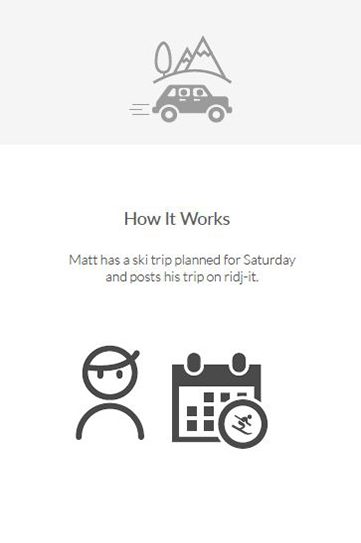 How It Works
Matt has a ski trip planned for Saturday
and posts his trip on ridj-it.